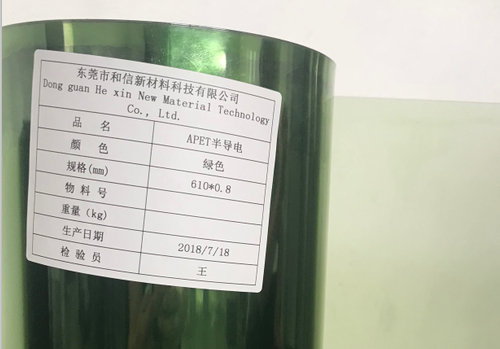 东莞市和信新材料科技有限公司
Dong guan He xin New Material Technology
Co., Ltd.
品 名 APET半导电
颜 色 绿色
规格(mm) 610*0.8
物 料 号
重量（kg）
生产日期 2018/7/18
检 验 员 王